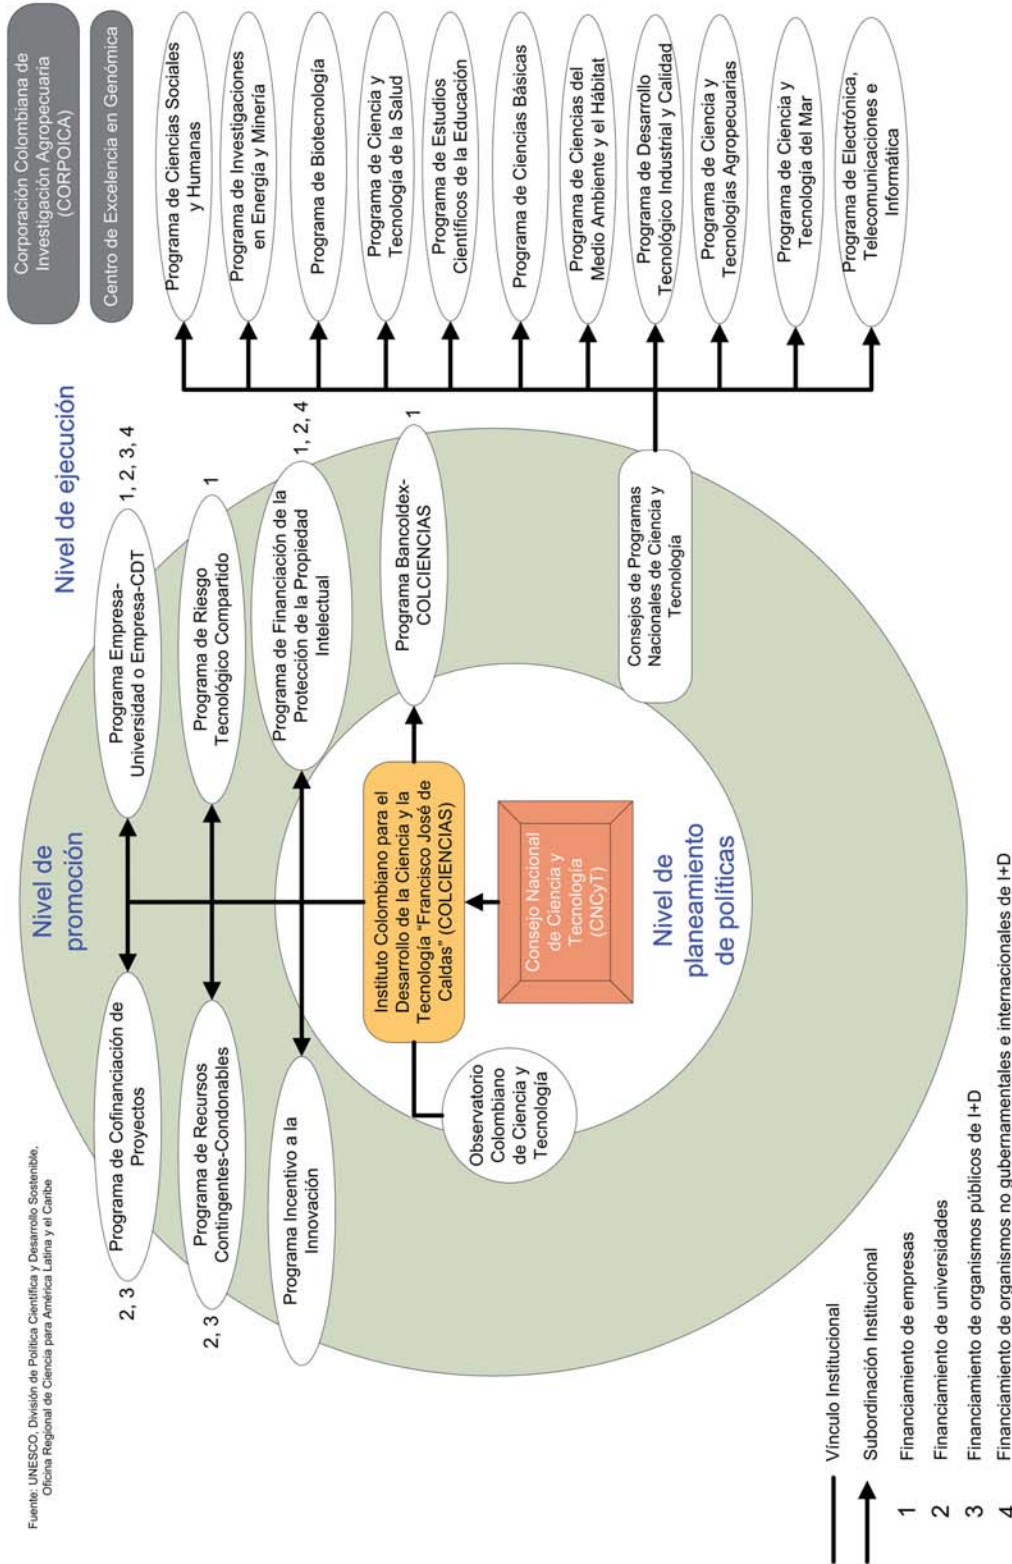 Fuente: UNESCO, División de Política Científica y Desarrollo Sostenible,
Oficina Regional de Ciencia para América Latina y el Caribe
Nivel de
promoción
Nivel de ejecución
Corporación Colombiana de
Investigación Agropecuaria
(CORPOICA)
Centro de Excelencia en Genómica
2, 3
Programa de Cofinanciación de
Proyectos
Programa Empresa-
Universidad o Empresa-CDT
1, 2, 3, 4
2, 3
Programa de Recursos
Contingentes-Condonables
Programa de Riesgo
Tecnológico Compartido
1
Programa Incentivo a la
Innovación
Programa de Financiación de la
Protección de la Propiedad
Intelectual
1, 2, 4
Instituto Colombiano para el
Desarrollo de la Ciencia y la
Tecnología "Francisco José de
Caldas" (COLCIENCIAS)
Programa Bancoldex-
COLCIENCIAS
1
Observatorio
Colombiano
de Ciencia y
Tecnología
Consejo Nacional
de Ciencia y
Tecnología
(CNCyT)
Nivel de
planeamiento
de políticas
Consejos de Programas
Nacionales de Ciencia y
Tecnología
Programa de Ciencias Sociales
y Humanas
Programa de Investigaciones
en Energía y Minería
Programa de Biotecnología
Programa de Ciencia y
Tecnología de la Salud
Programa de Estudios
Científicos de la Educación
Programa de Ciencias Básicas
Programa de Ciencias del
Medio Ambiente y el Hábitat
Programa de Desarrollo
Tecnológico Industrial y Calidad
Programa de Ciencia y
Tecnologías Agropecuarias
Programa de Ciencia y
Tecnología del Mar
Programa de Electrónica,
Telecomunicaciones e
Informática
Vínculo Institucional
Subordinación Institucional
1 Financiamiento de empresas
2 Financiamiento de universidades
3 Financiamiento de organismos públicos de I+D
4 Financiamiento de organismos no gubernamentales e internacionales de I+D